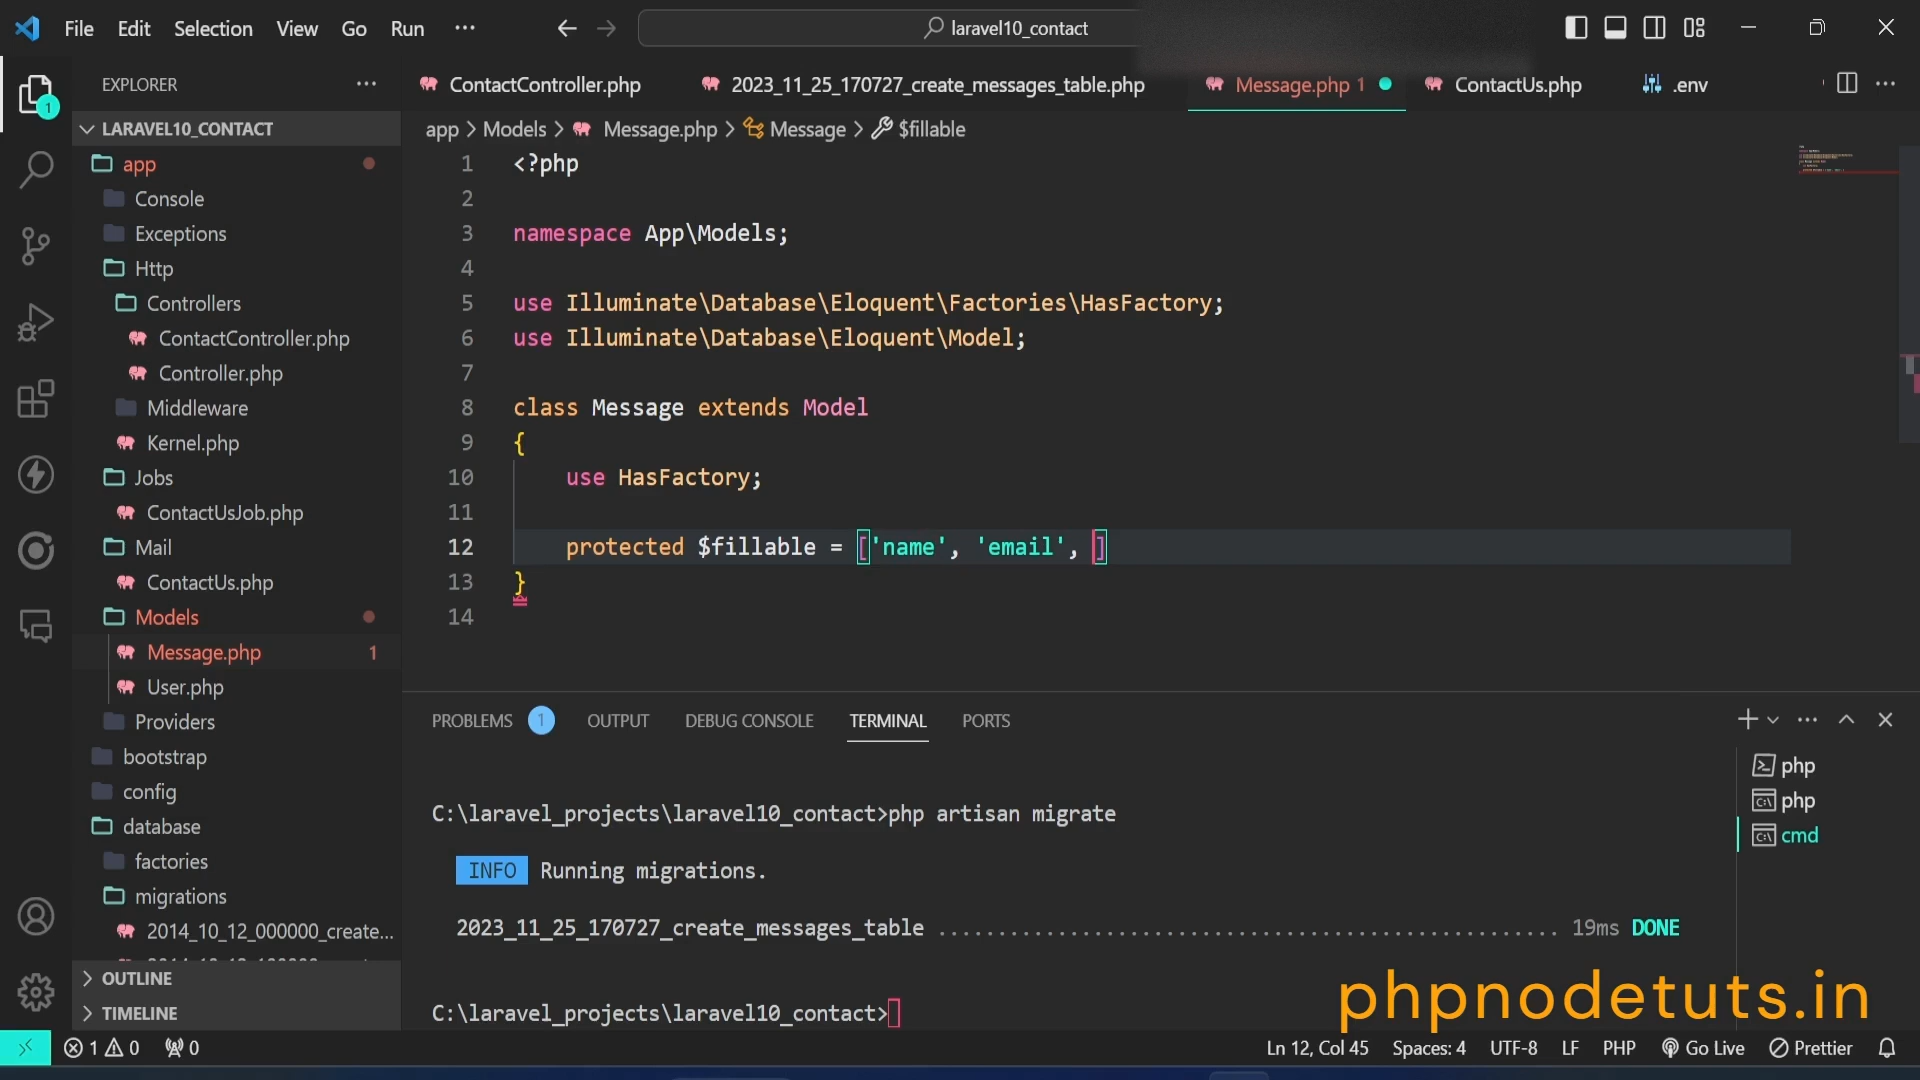 File Edit Selection View Go Run ··· laravel10_contact
EXPLORER ContactController.php 2023_11_25_170727_create_messages_table.php Message.php 1 ContactUs.php .env
LARAVEL10_CONTACT
app
Console
Exceptions
Http
Controllers
ContactController.php
Controller.php
Middleware
Kernel.php
Jobs
ContactUsJob.php
Mail
ContactUs.php
Models
Message.php 1
User.php
Providers
bootstrap
config
database
factories
migrations
2014_10_12_000000_create...
OUTLINE
TIMELINE
app > Models > Message.php > Message > $fillable
1 <?php
2
3 namespace App\Models;
4
5 use Illuminate\Database\Eloquent\Factories\HasFactory;
6 use Illuminate\Database\Eloquent\Model;
7
8 class Message extends Model
9 {
10 use HasFactory;
11
12 protected $fillable = ['name', 'email', ]
13 }
14
PROBLEMS 1 OUTPUT DEBUG CONSOLE TERMINAL PORTS
C:\laravel_projects\laravel10_contact>php artisan migrate
INFO Running migrations.
2023_11_25_170727_create_messages_table .................................................... 19ms DONE
C:\laravel_projects\laravel10_contact>
php
php
cmd
phpnodetuts.in
1 0 0 Ln 12, Col 45 Spaces: 4 UTF-8 LF PHP Go Live Prettier
1